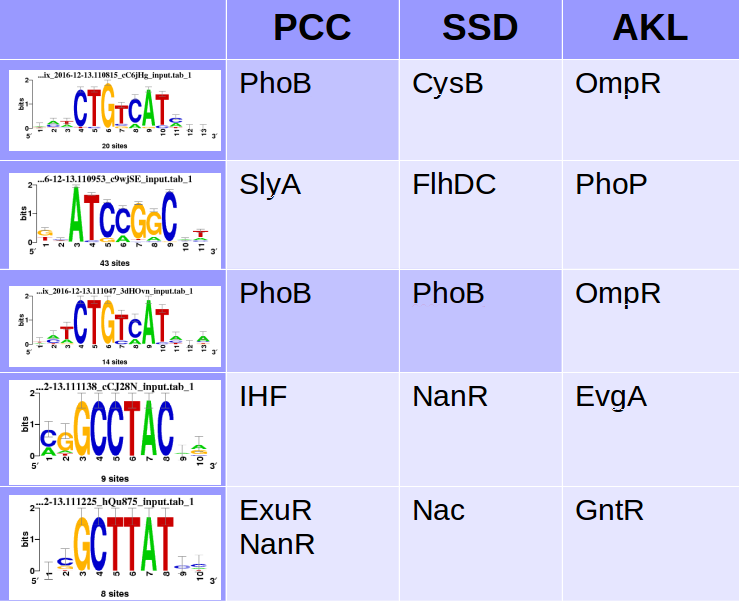 PCC SSD AKL
...ix_2016-12-13.110815_cC6jHg_input.tab_1
2
bits
1
0
CTGTCAT
1 2 3 4 5 6 7 8 9 10 11 12 13
5′ 3′
20 sites
PhoB CysB OmpR
...6-12-13.110953_c9wjSE_input.tab_1
2
bits
1
0
ATCCGGC
1 2 3 4 5 6 7 8 9 10 11
5′ 3′
43 sites
SlyA FlhDC PhoP
...ix_2016-12-13.111047_3dHOvn_input.tab_1
2
bits
1
0
TCTGTCAT
1 2 3 4 5 6 7 8 9 10 11 12 13
5′ 3′
14 sites
PhoB PhoB OmpR
...2-13.111138_cCJ28N_input.tab_1
2
bits
1
0
CGGCCTAC
1 2 3 4 5 6 7 8 9 10
5′ 3′
9 sites
IHF NanR EvgA
...2-13.111225_hQu875_input.tab_1
2
bits
1
0
CGCTTAT
1 2 3 4 5 6 7 8 9 10
5′ 3′
8 sites
ExuR Nac GntR
NanR